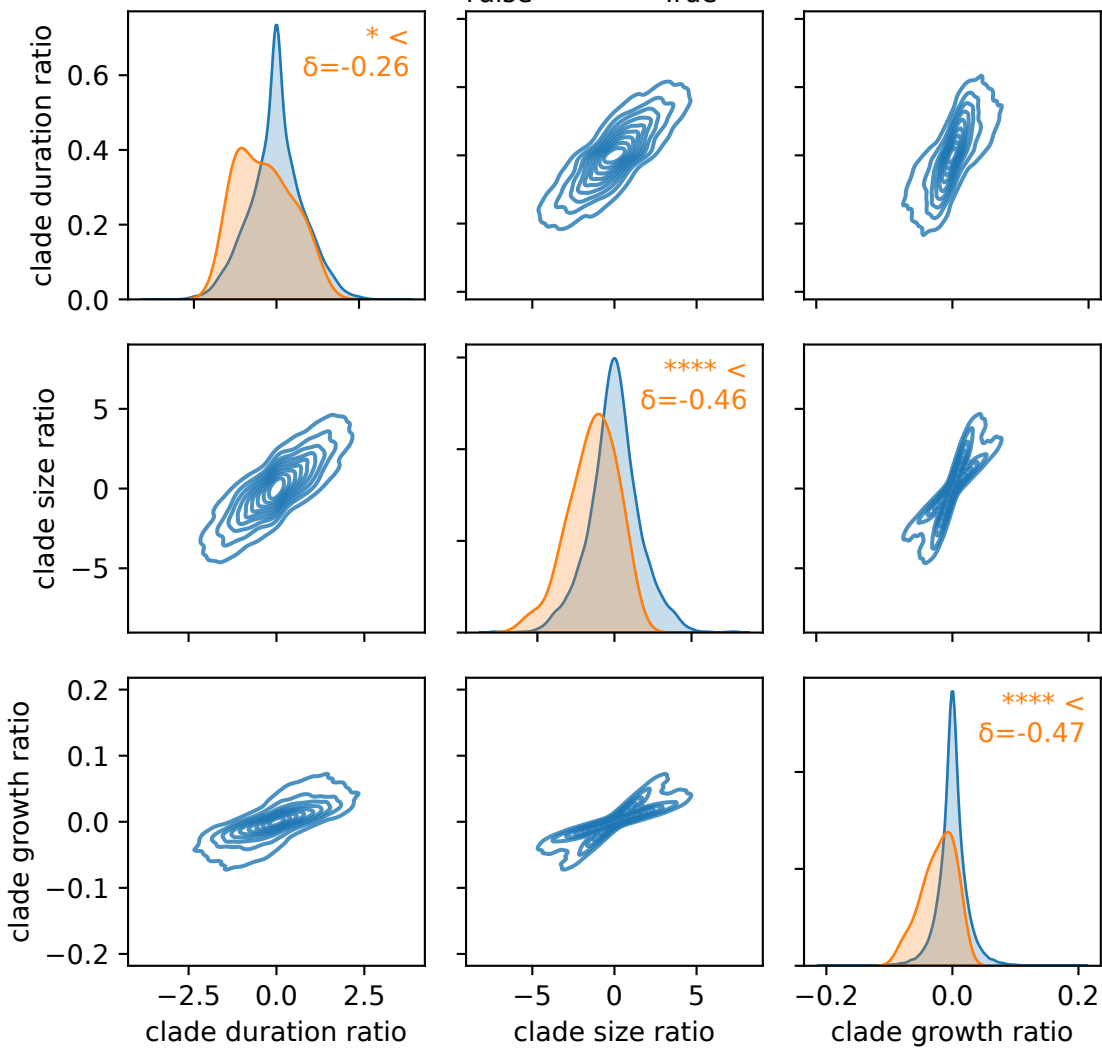 clade duration ratio
0.6
0.4
0.2
0.0
* <
δ=-0.26
clade size ratio
5
0
−5
**** <
δ=-0.46
clade growth ratio
0.2
0.1
0.0
−0.1
−0.2
**** <
δ=-0.47
−2.5 0.0 2.5
−5 0 5
−0.2 0.0 0.2
clade duration ratio
clade size ratio
clade growth ratio